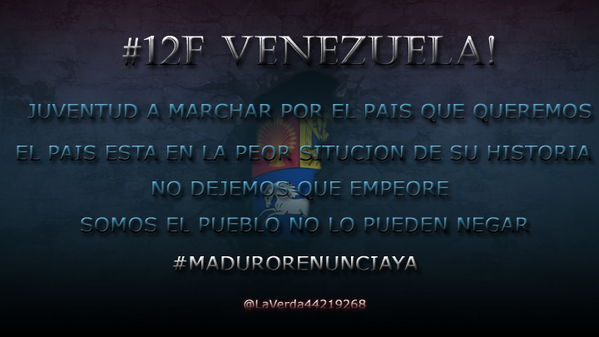 #12F VENEZUELA!
JUVENTUD A MARCHAR POR EL PAIS QUE QUEREMOS
EL PAIS ESTA EN LA PEOR SITUCION DE SU HISTORIA
NO DEJEMOS QUE EMPEORE
SOMOS EL PUEBLO NO LO PUEDEN NEGAR
#MADURORENUNCIAYA
@LaVerda44219268